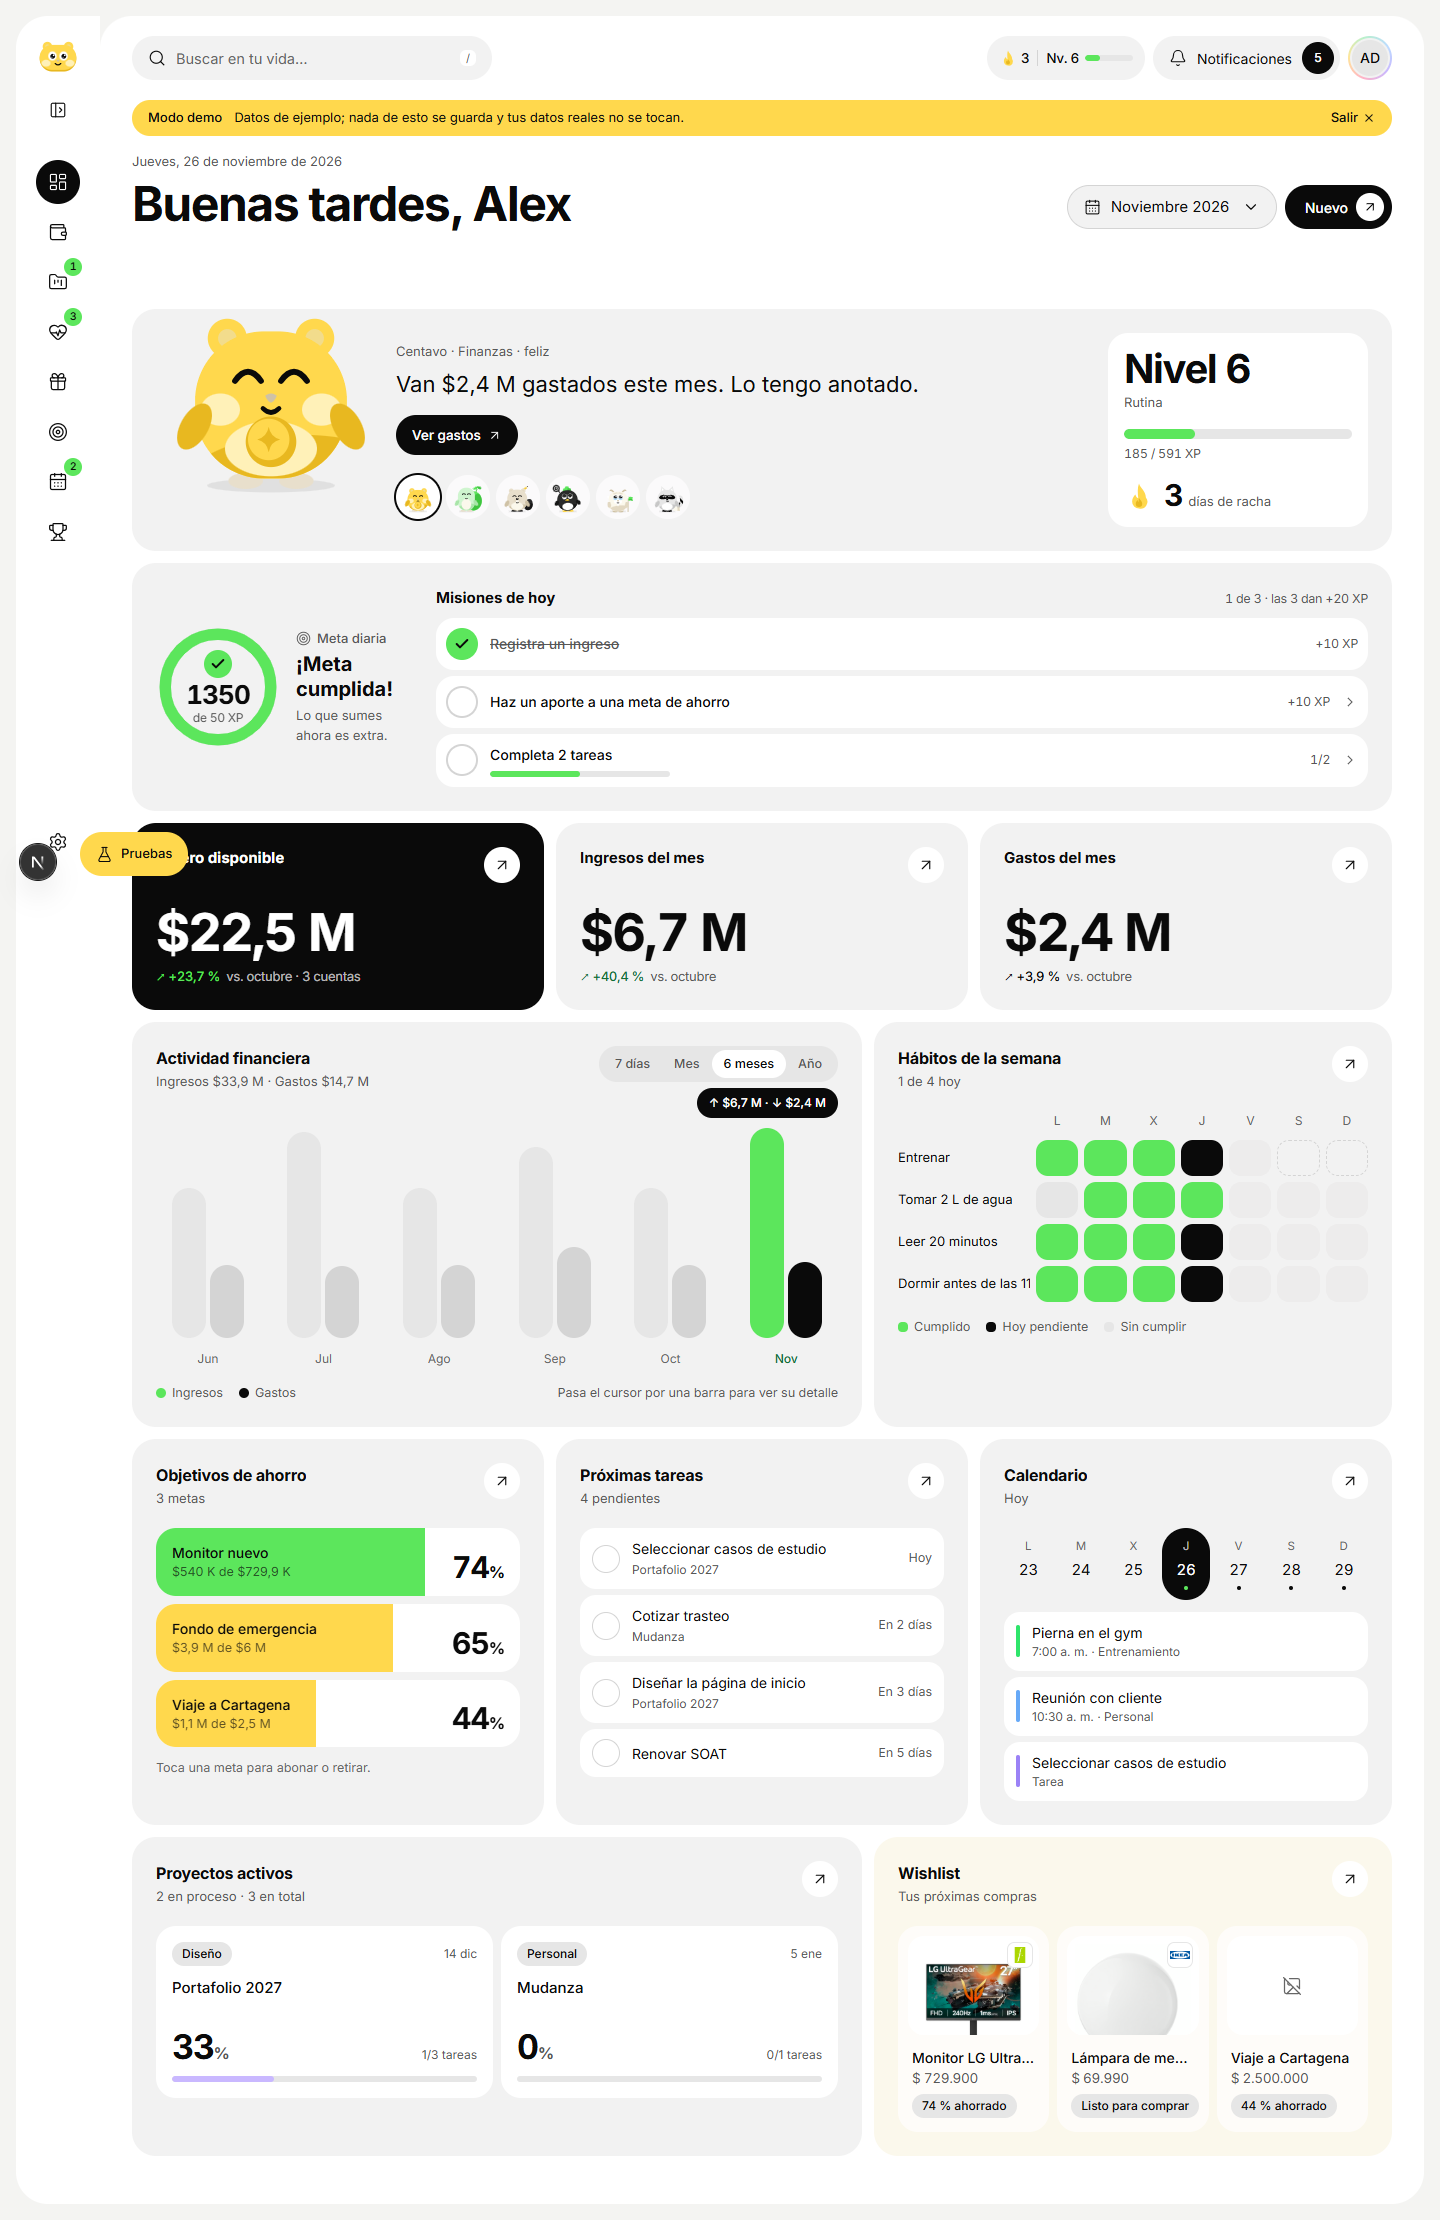 Buscar en tu vida...
/
3
Nv. 6
Notificaciones
5
AD
Modo demo Datos de ejemplo; nada de esto se guarda y tus datos reales no se tocan.
Salir
Jueves, 26 de noviembre de 2026
Buenas tardes, Alex
Noviembre 2026
Nuevo
1
3
2
Centavo · Finanzas · feliz
Van $2,4 M gastados este mes. Lo tengo anotado.
Ver gastos
Nivel 6
Rutina
185 / 591 XP
3 días de racha
1350
de 50 XP
Meta diaria
¡Meta
cumplida!
Lo que sumes
ahora es extra.
Misiones de hoy
1 de 3 · las 3 dan +20 XP
Registra un ingreso
+10 XP
Haz un aporte a una meta de ahorro
+10 XP
Completa 2 tareas
1/2
N
Pruebas
ero disponible
$22,5 M
+23,7 % vs. octubre · 3 cuentas
Ingresos del mes
$6,7 M
+40,4 % vs. octubre
Gastos del mes
$2,4 M
+3,9 % vs. octubre
Actividad financiera
Ingresos $33,9 M · Gastos $14,7 M
7 días
Mes
6 meses
Año
↑ $6,7 M · ↓ $2,4 M
Jun
Jul
Ago
Sep
Oct
Nov
Ingresos
Gastos
Pasa el cursor por una barra para ver su detalle
Hábitos de la semana
1 de 4 hoy
L M X J V S D
Entrenar
Tomar 2 L de agua
Leer 20 minutos
Dormir antes de las 11
Cumplido
Hoy pendiente
Sin cumplir
Objetivos de ahorro
3 metas
Monitor nuevo
$540 K de $729,9 K
74%
Fondo de emergencia
$3,9 M de $6 M
65%
Viaje a Cartagena
$1,1 M de $2,5 M
44%
Toca una meta para abonar o retirar.
Próximas tareas
4 pendientes
Seleccionar casos de estudio
Portafolio 2027
Hoy
Cotizar trasteo
Mudanza
En 2 días
Diseñar la página de inicio
Portafolio 2027
En 3 días
Renovar SOAT
En 5 días
Calendario
Hoy
L M X J V S D
23 24 25 26 27 28 29
Pierna en el gym
7:00 a. m. · Entrenamiento
Reunión con cliente
10:30 a. m. · Personal
Seleccionar casos de estudio
Tarea
Proyectos activos
2 en proceso · 3 en total
Diseño
14 dic
Portafolio 2027
33%
1/3 tareas
Personal
5 ene
Mudanza
0%
0/1 tareas
Wishlist
Tus próximas compras
LG UltraGear 27"
FHD 240Hz 1ms IPS
Monitor LG Ultra...
$ 729.900
74 % ahorrado
IKEA
Lámpara de me...
$ 69.990
Listo para comprar
Viaje a Cartagena
$ 2.500.000
44 % ahorrado